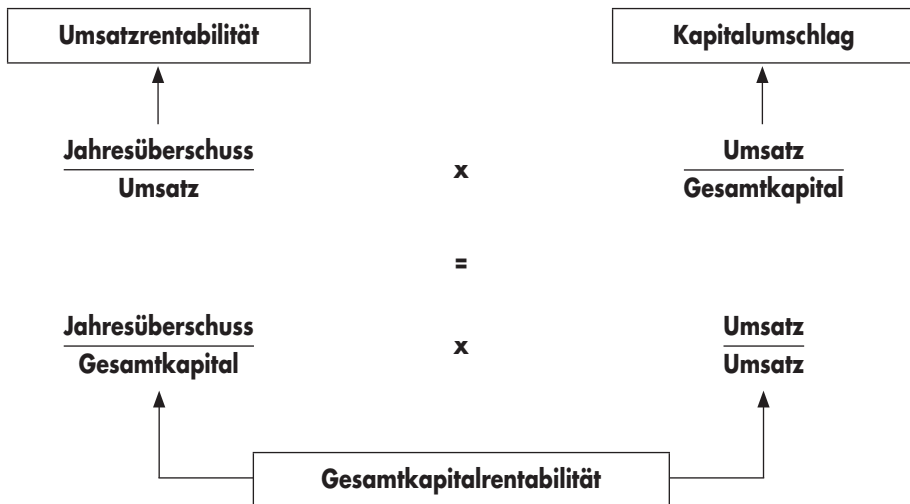 Umsatzrentabilität
Kapitalumschlag
Jahresüberschuss
Umsatz
x
Umsatz
Gesamtkapital
=
Jahresüberschuss
Gesamtkapital
x
Umsatz
Umsatz
Gesamtkapitalrentabilität